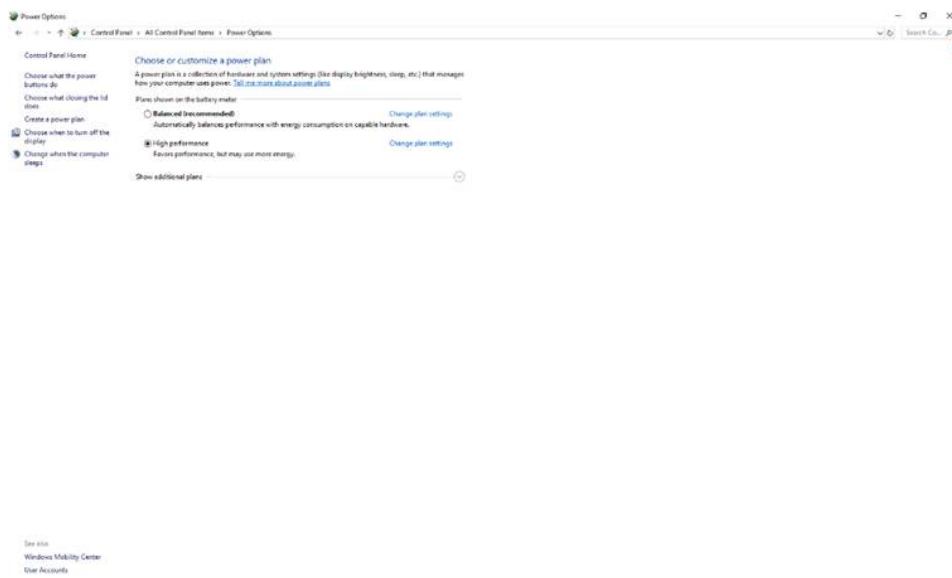 Power Options
Control Panel > All Control Panel Items > Power Options
Search Co...
Control Panel Home
Choose what the power
buttons do
Choose what closing the lid
does
Create a power plan
Choose when to turn off the
display
Change when the computer
sleeps
Choose or customize a power plan
A power plan is a collection of hardware and system settings (like display brightness, sleep, etc.) that manages
how your computer uses power. Tell me more about power plans
Plans shown on the battery meter
Balanced (recommended) Change plan settings
Automatically balances performance with energy consumption on capable hardware.
High performance Change plan settings
Favors performance, but may use more energy.
Show additional plans
See also
Windows Mobility Center
User Accounts